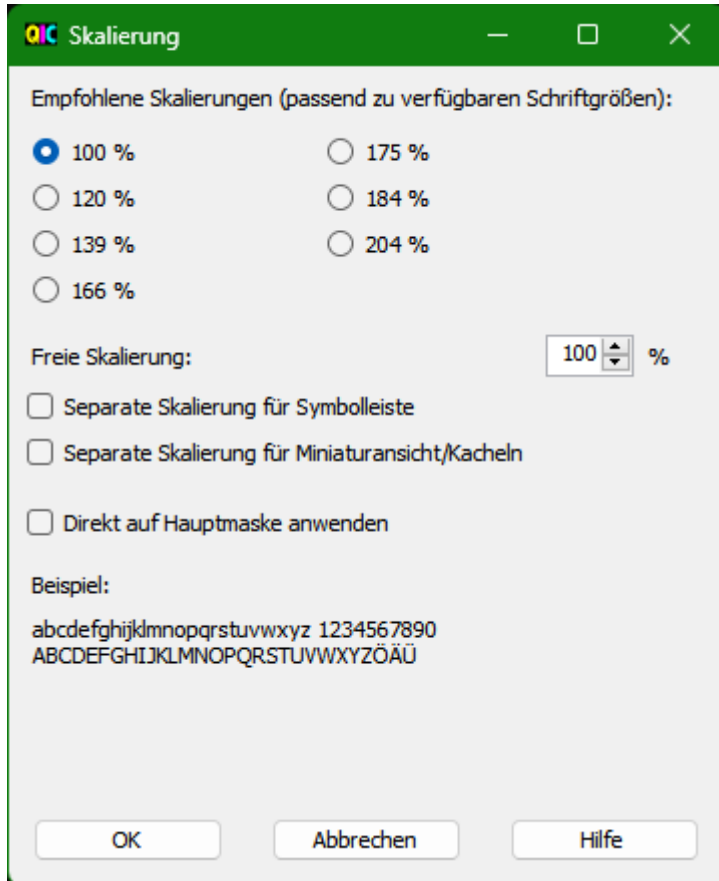 QIC Skalierung
Empfohlene Skalierungen (passend zu verfügbaren Schriftgrößen):
100 % 175 %
120 % 184 %
139 % 204 %
166 %
Freie Skalierung: 100 %
Separate Skalierung für Symbolleiste
Separate Skalierung für Miniaturansicht/Kacheln
Direkt auf Hauptmaske anwenden
Beispiel:
abcdefghijklmnopqrstuvwxyz 1234567890
ABCDEFGHIJKLMNOPQRSTUVWXYZÖÄÜ
OK Abbrechen Hilfe